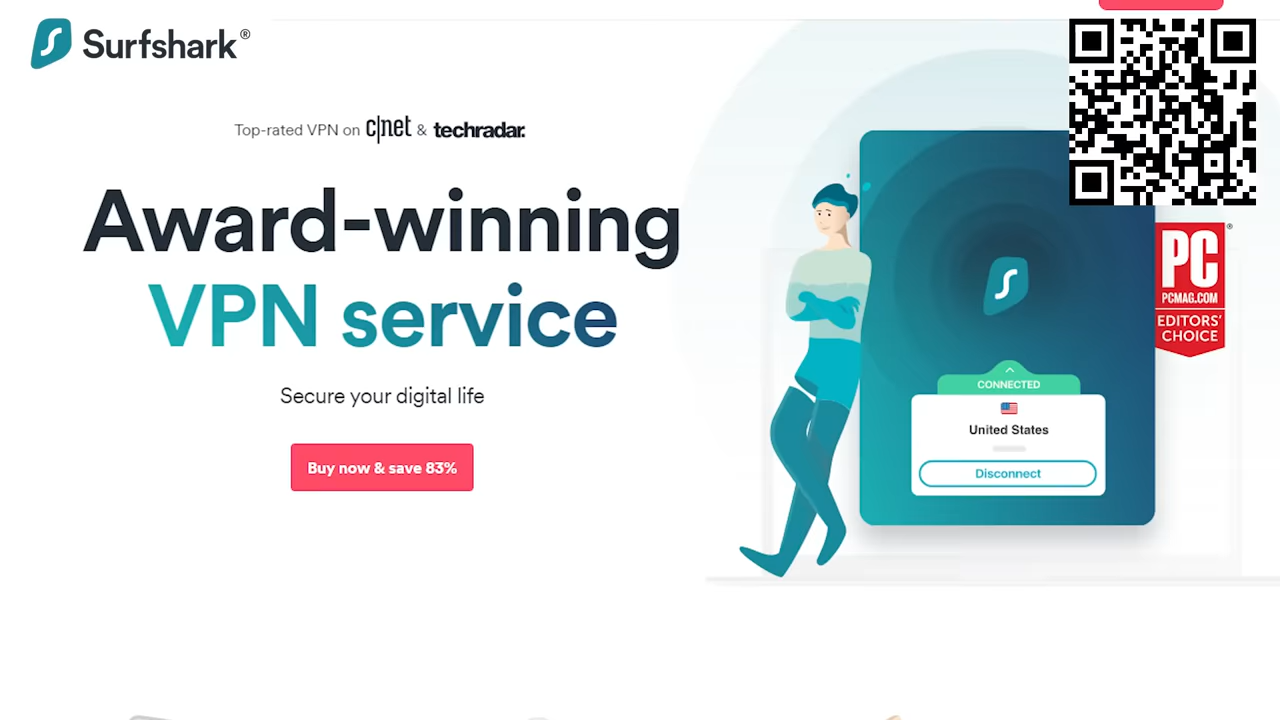 Surfshark®
Top-rated VPN on c|net & techradar.
Award-winning
VPN service
Secure your digital life
Buy now & save 83%
CONNECTED
United States
Disconnect
PC®
PCMAG.COM
EDITORS'
CHOICE